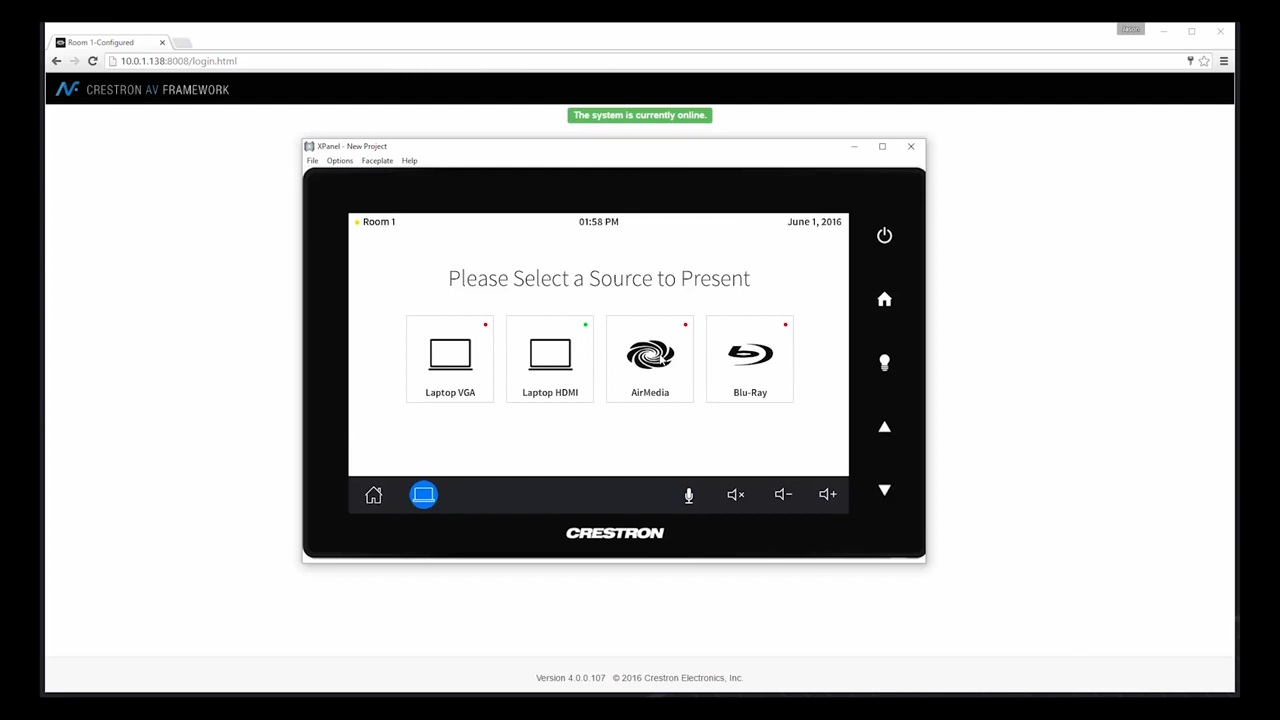 Jason
Room 1-Configured
10.0.1.138:8008/login.html
CRESTRON AV FRAMEWORK
The system is currently online.
XPanel - New Project
File Options Faceplate Help
Room 1 01:58 PM June 1, 2016
Please Select a Source to Present
Laptop VGA Laptop HDMI AirMedia Blu-Ray
CRESTRON
Version 4.0.0.107 © 2016 Crestron Electronics, Inc.